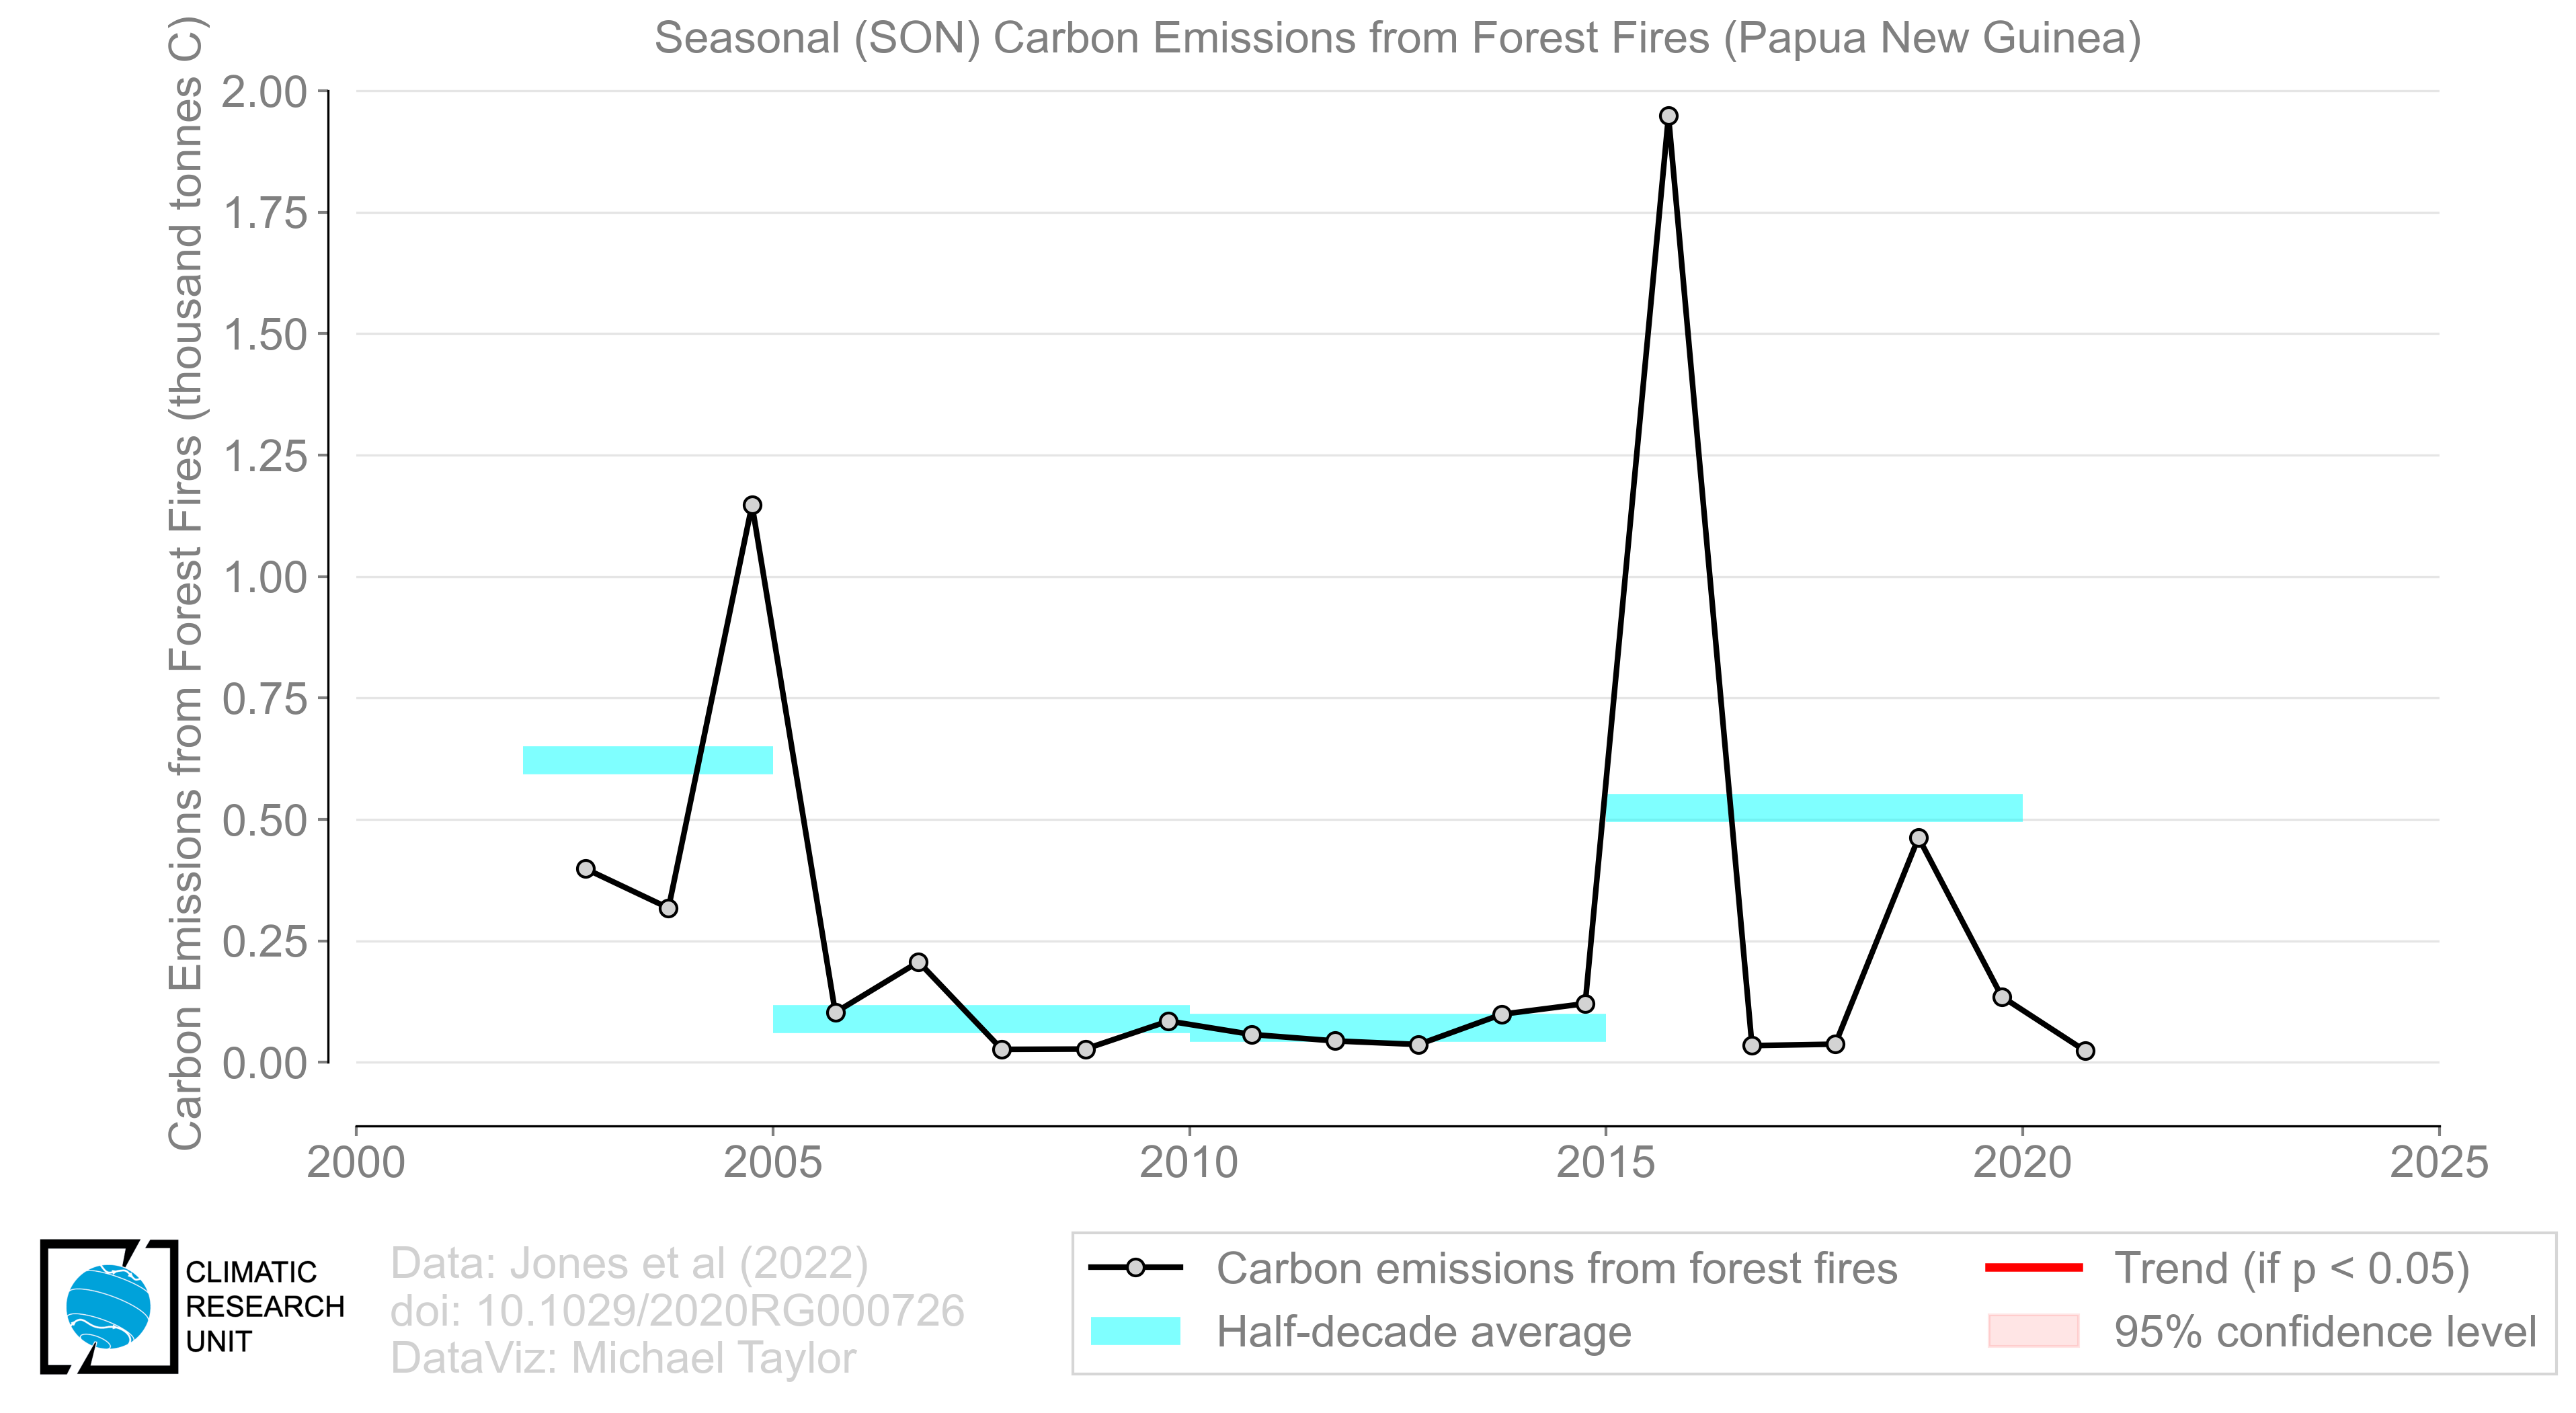 Seasonal (SON) Carbon Emissions from Forest Fires (Papua New Guinea)
Carbon Emissions from Forest Fires (thousand tonnes C)
2.00
1.75
1.50
1.25
1.00
0.75
0.50
0.25
0.00
2000 2005 2010 2015 2020 2025
CLIMATIC
RESEARCH
UNIT
Data: Jones et al (2022)
doi: 10.1029/2020RG000726
DataViz: Michael Taylor
Carbon emissions from forest fires
Half-decade average
Trend (if p < 0.05)
95% confidence level